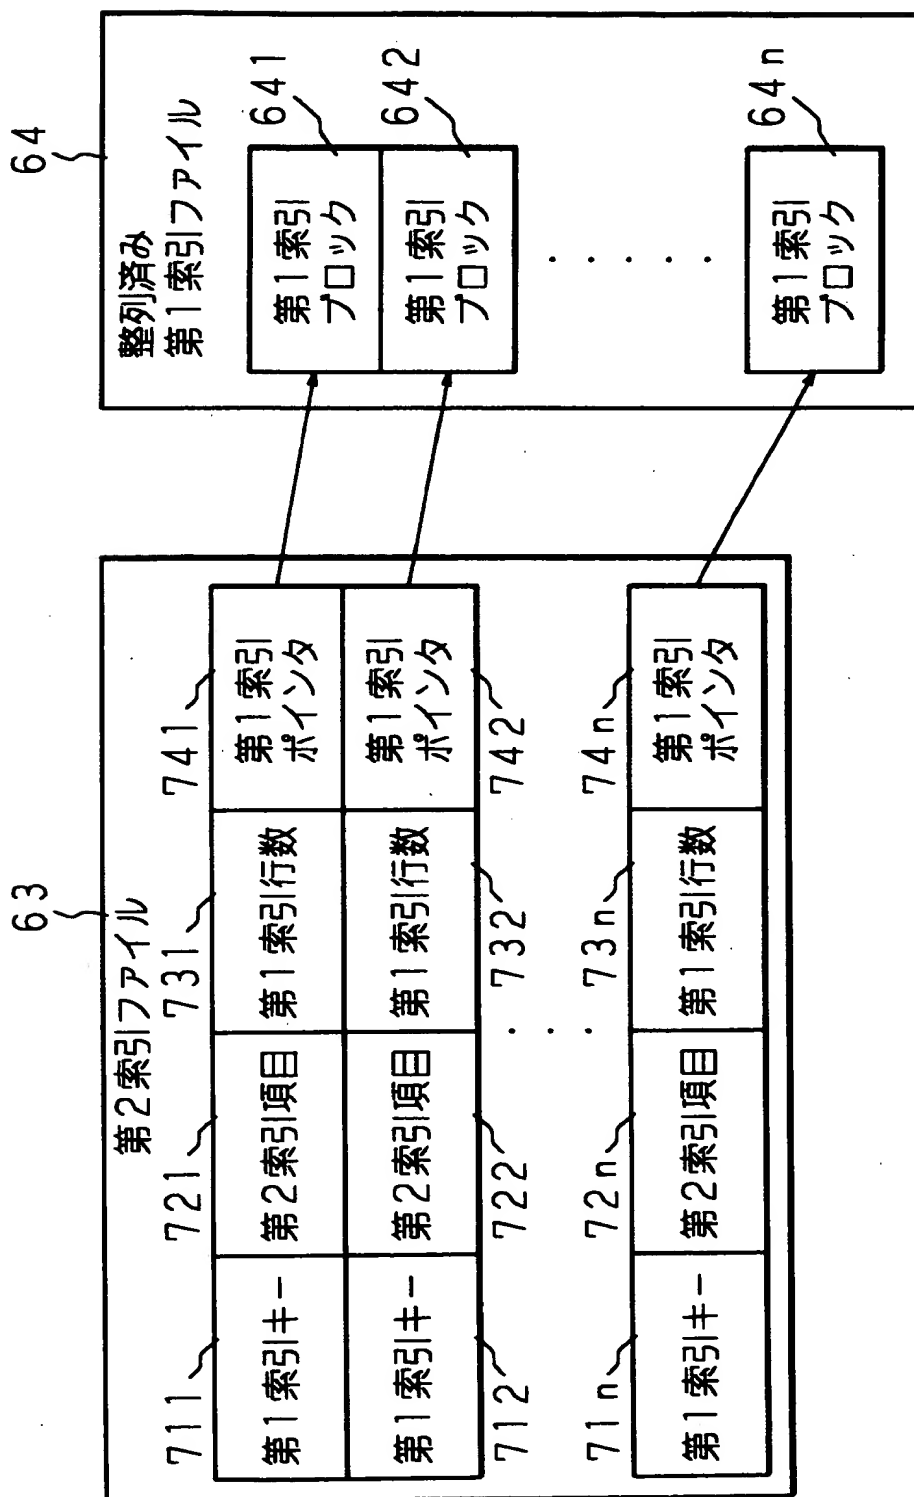 63
第2索引ファイル
711
721
731
741
第1索引キー
第2索引項目
第1索引行数
第1索引
ポインタ
第1索引キー
第2索引項目
第1索引行数
第1索引
ポインタ
712
722
732
742
71n
72n
73n
74n
第1索引キー
第2索引項目
第1索引行数
第1索引
ポインタ
64
整列済み
第1索引ファイル
第1索引
ブロック
641
第1索引
ブロック
642
第1索引
ブロック
64n